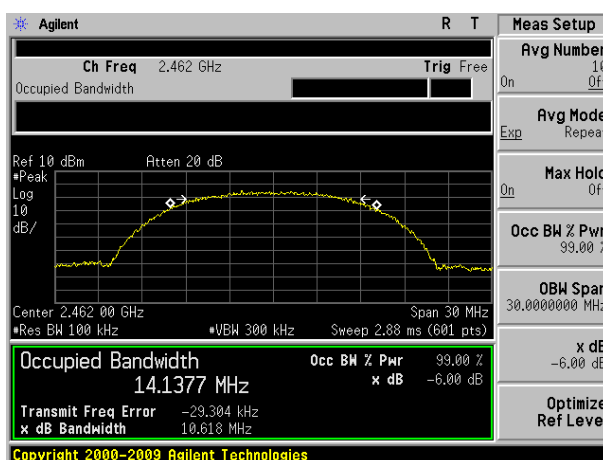 Agilent R T Meas Setup
Ch Freq 2.462 GHz Trig Free
Occupied Bandwidth
Avg Number
10
On Of
Avg Mode
Exp Repea
Max Hold
On Of
Occ BW % Pwr
99.00 %
OBW Span
30.0000000 MHz
x dB
-6.00 dB
Optimize
Ref Level
Ref 10 dBm Atten 20 dB
#Peak
Log
10
dB/
Center 2.462 00 GHz Span 30 MHz
#Res BW 100 kHz #VBW 300 kHz Sweep 2.88 ms (601 pts)
Occupied Bandwidth Occ BW % Pwr 99.00 %
14.1377 MHz x dB -6.00 dB
Transmit Freq Error -29.304 kHz
x dB Bandwidth 10.618 MHz
Copyright 2000-2009 Agilent Technologies